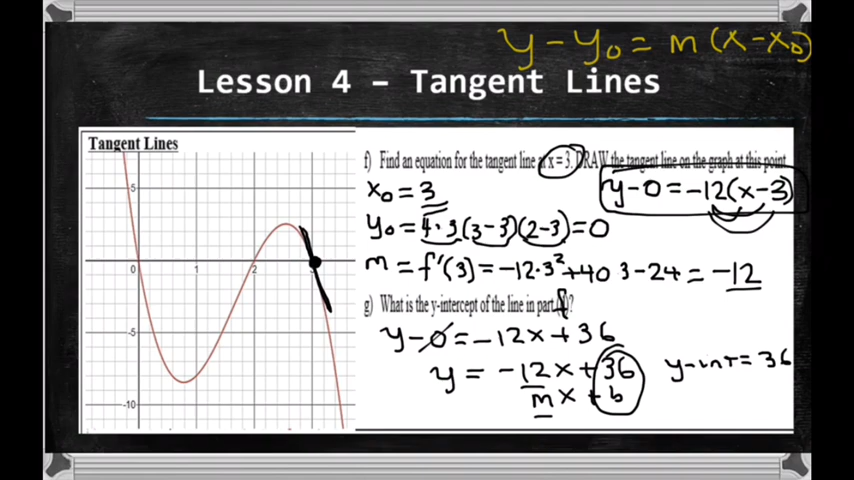 y - y₀ = m(x - x₀)
Lesson 4 – Tangent Lines
Tangent Lines
5
0 1 2 3
-5
-10
f) Find an equation for the tangent line at x = 3. DRAW the tangent line on the graph at this point
x₀ = 3
y - 0 = -12(x - 3)
y₀ = 4·3(3-3)(2-3) = 0
m = f'(3) = -12·3² + 40 3 - 24 = -12
g) What is the y-intercept of the line in part f)?
y - 0 = -12x + 36
y = -12x + 36
y-int = 36
mx + b